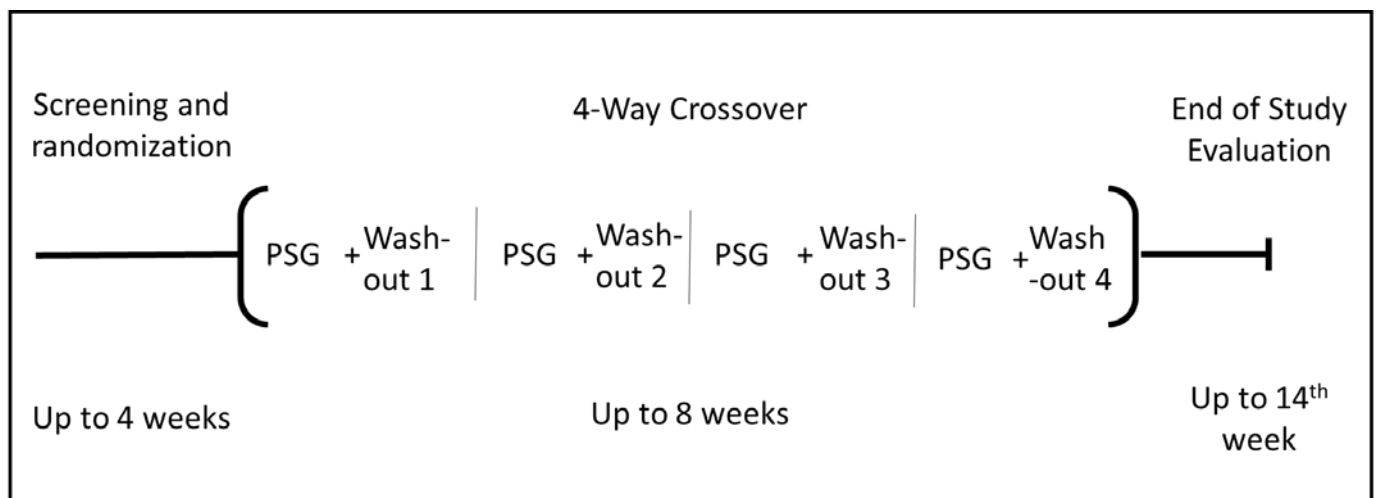 Screening and
randomization
4-Way Crossover
End of Study
Evaluation
PSG + Wash-
out 1
PSG + Wash-
out 2
PSG + Wash-
out 3
PSG + Wash
-out 4
Up to 4 weeks
Up to 8 weeks
Up to 14th
week